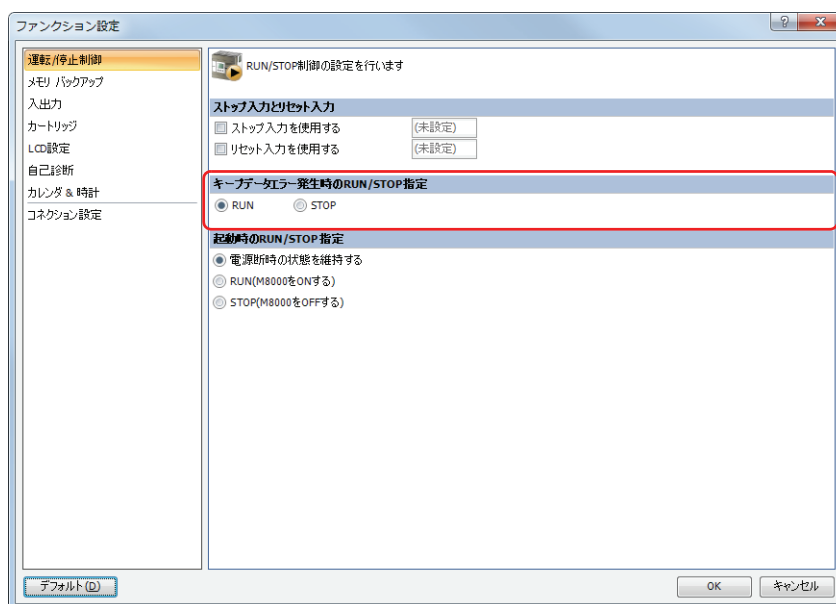 ファンクション設定
運転/停止制御
メモリ バックアップ
入出力
カートリッジ
LCD設定
自己診断
カレンダ & 時計
コネクション設定
RUN/STOP制御の設定を行います
ストップ入力とリセット入力
ストップ入力を使用する (未設定)
リセット入力を使用する (未設定)
キープデータエラー発生時のRUN/STOP指定
RUN STOP
起動時のRUN/STOP指定
電源断時の状態を維持する
RUN(M8000をONする)
STOP(M8000をOFFする)
デフォルト(D) OK キャンセル